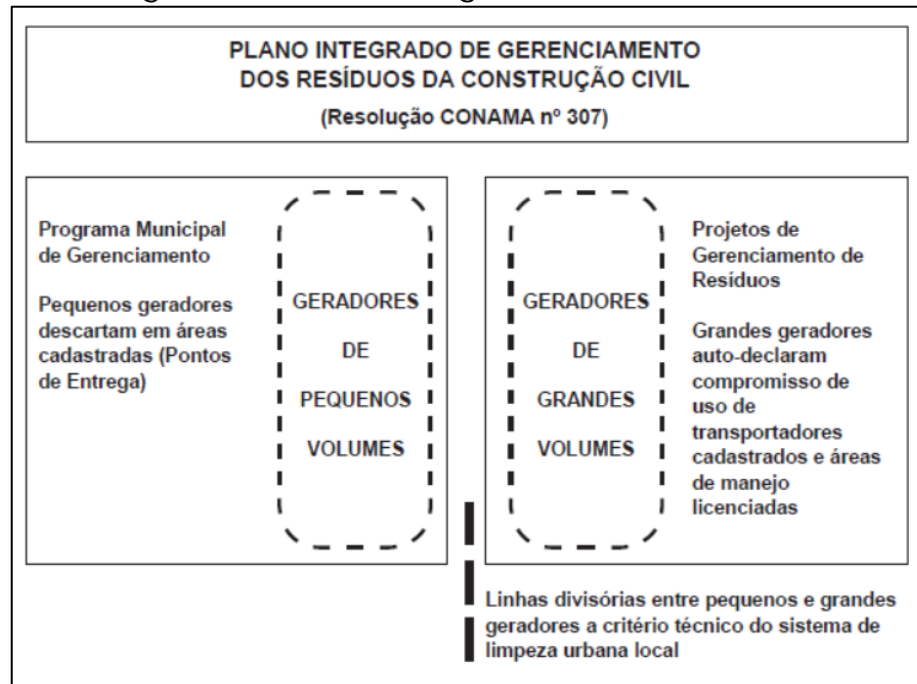 PLANO INTEGRADO DE GERENCIAMENTO
DOS RESÍDUOS DA CONSTRUÇÃO CIVIL
(Resolução CONAMA nº 307)
Programa Municipal
de Gerenciamento
Pequenos geradores
descartam em áreas
cadastradas (Pontos
de Entrega)
GERADORES
DE
PEQUENOS
VOLUMES
GERADORES
DE
GRANDES
VOLUMES
Projetos de
Gerenciamento de
Resíduos
Grandes geradores
auto-declaram
compromisso de
uso de
transportadores
cadastrados e áreas
de manejo
licenciadas
Linhas divisórias entre pequenos e grandes
geradores a critério técnico do sistema de
limpeza urbana local